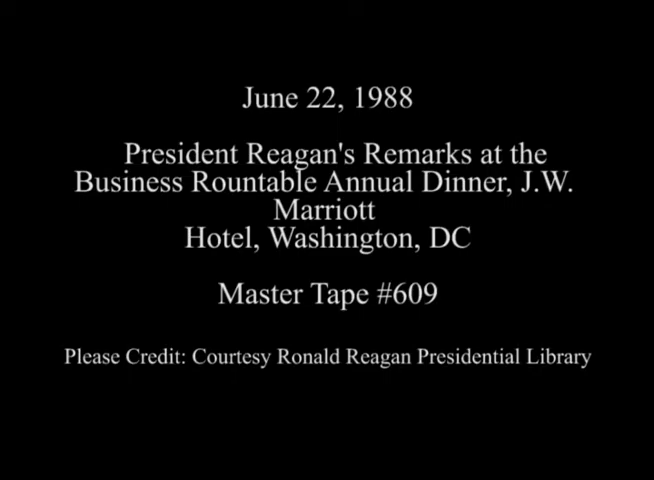 June 22, 1988
President Reagan's Remarks at the
Business Rountable Annual Dinner, J.W.
Marriott
Hotel, Washington, DC
Master Tape #609
Please Credit: Courtesy Ronald Reagan Presidential Library